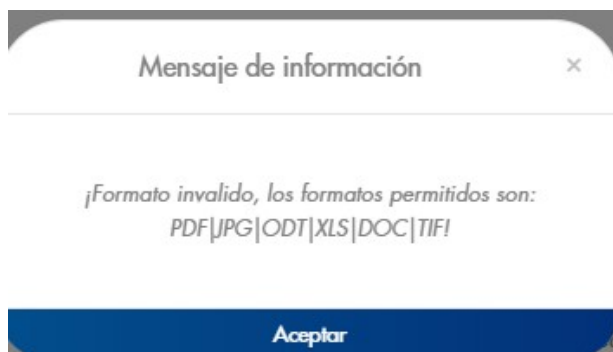 Mensaje de información ×
¡Formato invalido, los formatos permitidos son:
PDF|JPG|ODT|XLS|DOC|TIF!
Aceptar